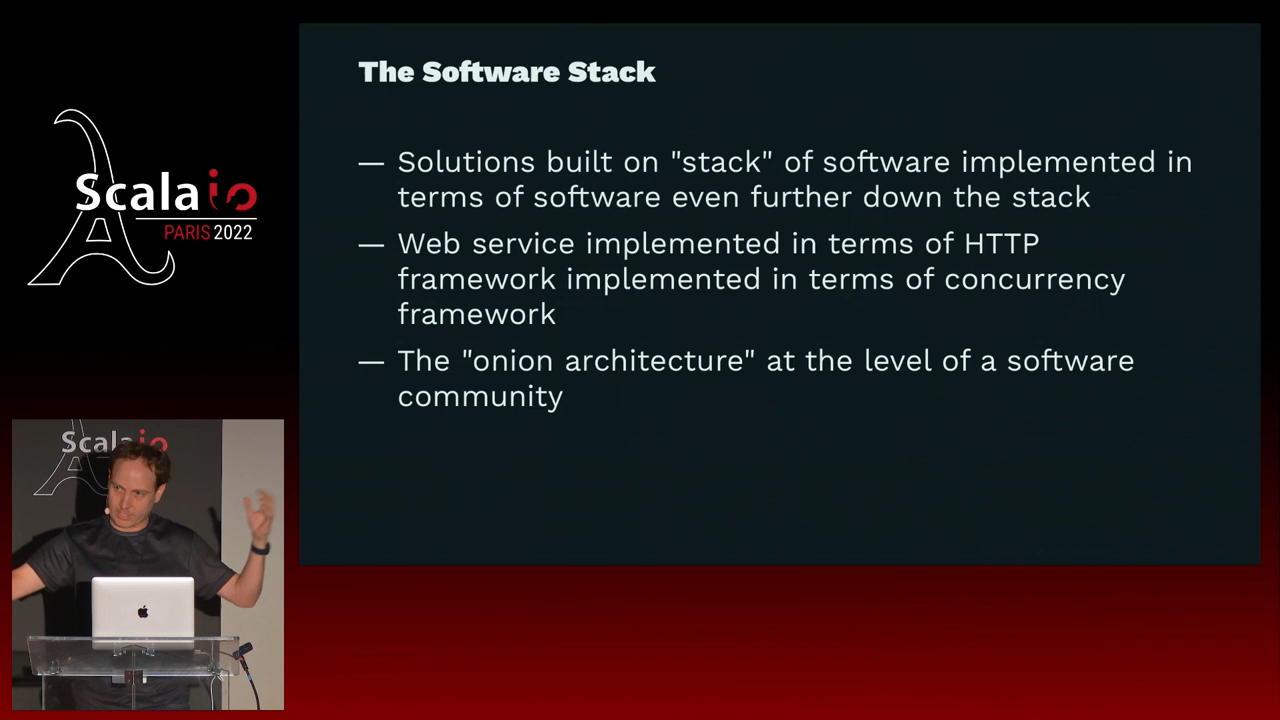 The Software Stack
— Solutions built on "stack" of software implemented in
terms of software even further down the stack
— Web service implemented in terms of HTTP
framework implemented in terms of concurrency
framework
— The "onion architecture" at the level of a software
community
Scala io
PARIS 2022
Scala io